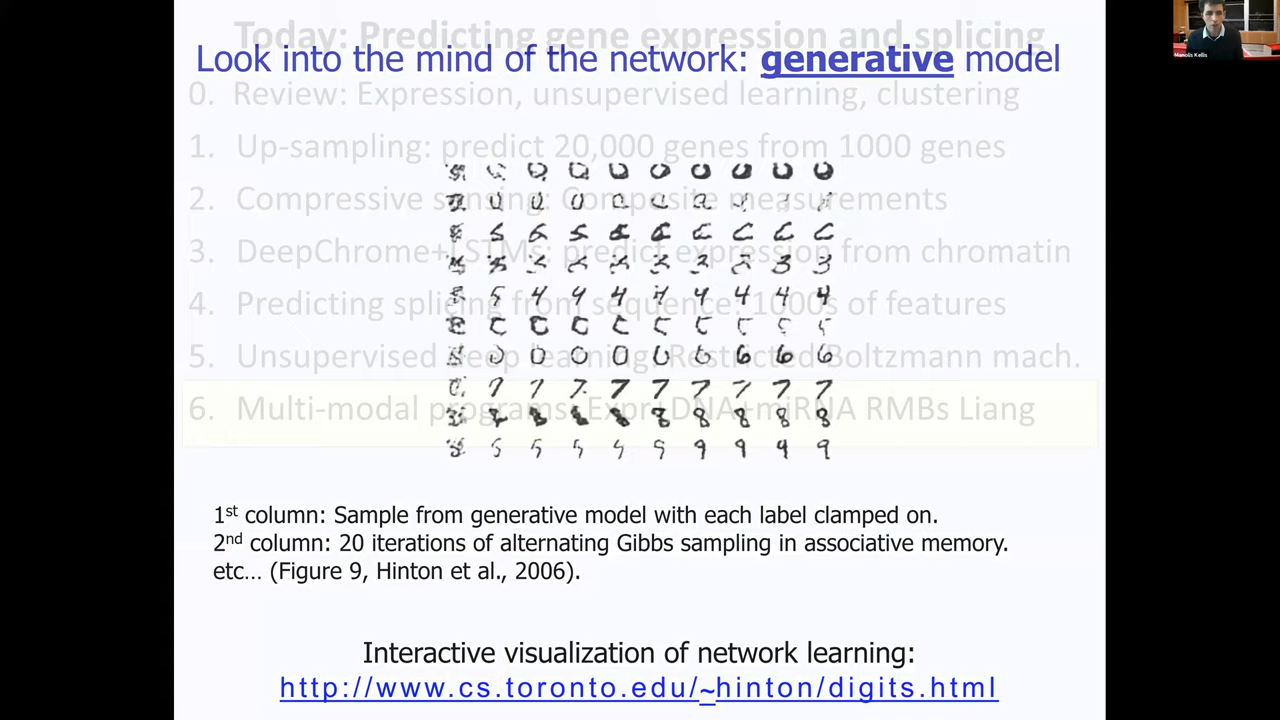 Today: Predicting gene expression and splicing
Look into the mind of the network: generative model
0. Review: Expression, unsupervised learning, clustering
1. Up-sampling: predict 20,000 genes from 1000 genes
2. Compressive sensing: Composite measurements
3. DeepChrome+LSTMs: predict expression from chromatin
4. Predicting splicing from sequence: 1000s of features
5. Unsupervised deep learning: Restricted Boltzmann mach.
6. Multi-modal programs: Expr+DNA+miRNA RMBs Liang
1st column: Sample from generative model with each label clamped on.
2nd column: 20 iterations of alternating Gibbs sampling in associative memory.
etc... (Figure 9, Hinton et al., 2006).
Interactive visualization of network learning:
http://www.cs.toronto.edu/~hinton/digits.html
Manolis Kellis